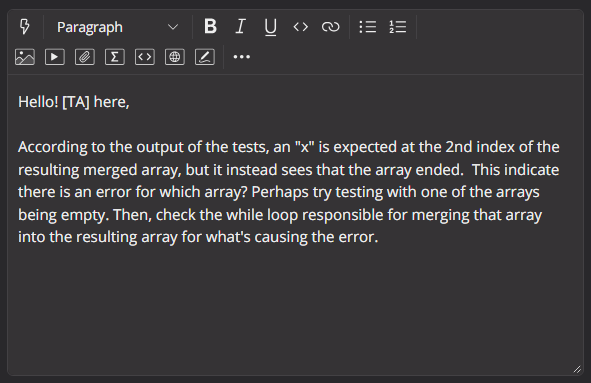 Paragraph
Hello! [TA] here,
According to the output of the tests, an "x" is expected at the 2nd index of the
resulting merged array, but it instead sees that the array ended.  This indicate
there is an error for which array? Perhaps try testing with one of the arrays
being empty. Then, check the while loop responsible for merging that array
into the resulting array for what's causing the error.